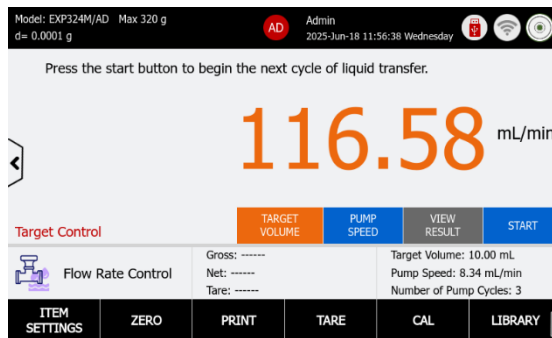 Model: EXP324M/AD Max 320 g
d= 0.0001 g
AD
Admin
2025-Jun-18 11:56:38 Wednesday
Press the start button to begin the next cycle of liquid transfer.
116.58 mL/min
Target Control
TARGET VOLUME
PUMP SPEED
VIEW RESULT
START
Flow Rate Control
Gross: ------
Net: ------
Tare: ------
Target Volume: 10.00 mL
Pump Speed: 8.34 mL/min
Number of Pump Cycles: 3
ITEM SETTINGS
ZERO
PRINT
TARE
CAL
LIBRARY